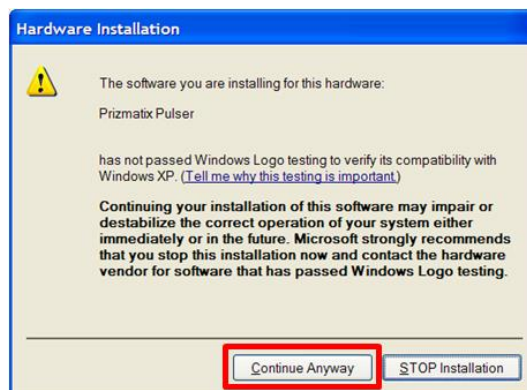 Hardware Installation
The software you are installing for this hardware:
Prizmatix Pulser
has not passed Windows Logo testing to verify its compatibility with
Windows XP. (Tell me why this testing is important.)
Continuing your installation of this software may impair or
destabilize the correct operation of your system either
immediately or in the future. Microsoft strongly recommends
that you stop this installation now and contact the hardware
vendor for software that has passed Windows Logo testing.
Continue Anyway STOP Installation